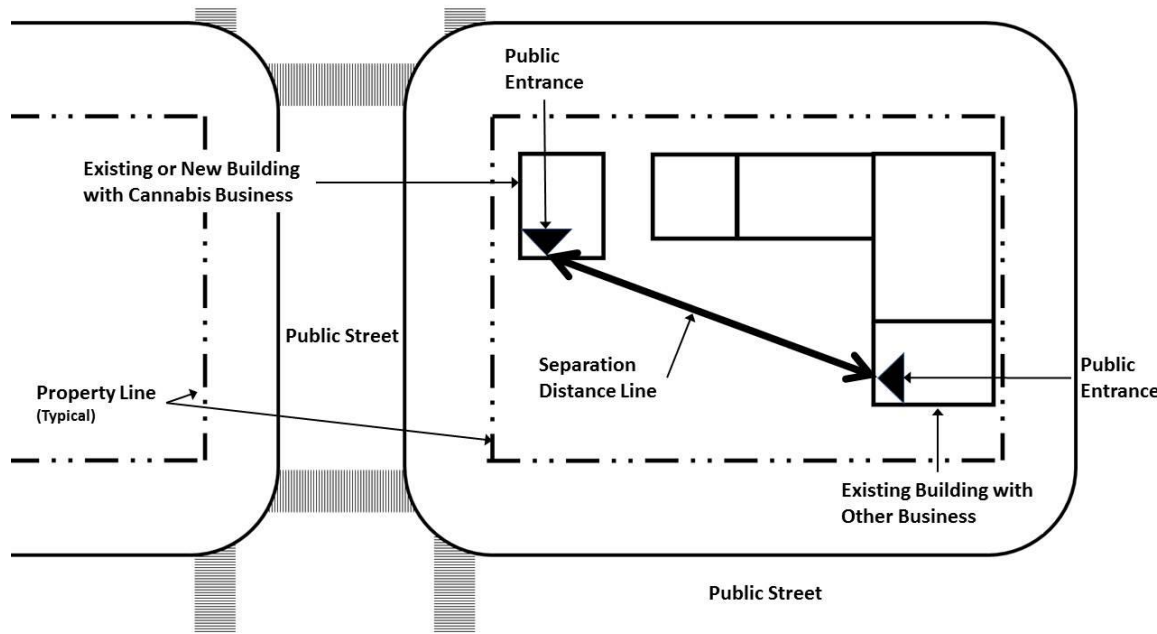 Public
Entrance
Existing or New Building
with Cannabis Business
Public Street
Separation
Distance Line
Property Line
(Typical)
Public
Entrance
Existing Building with
Other Business
Public Street